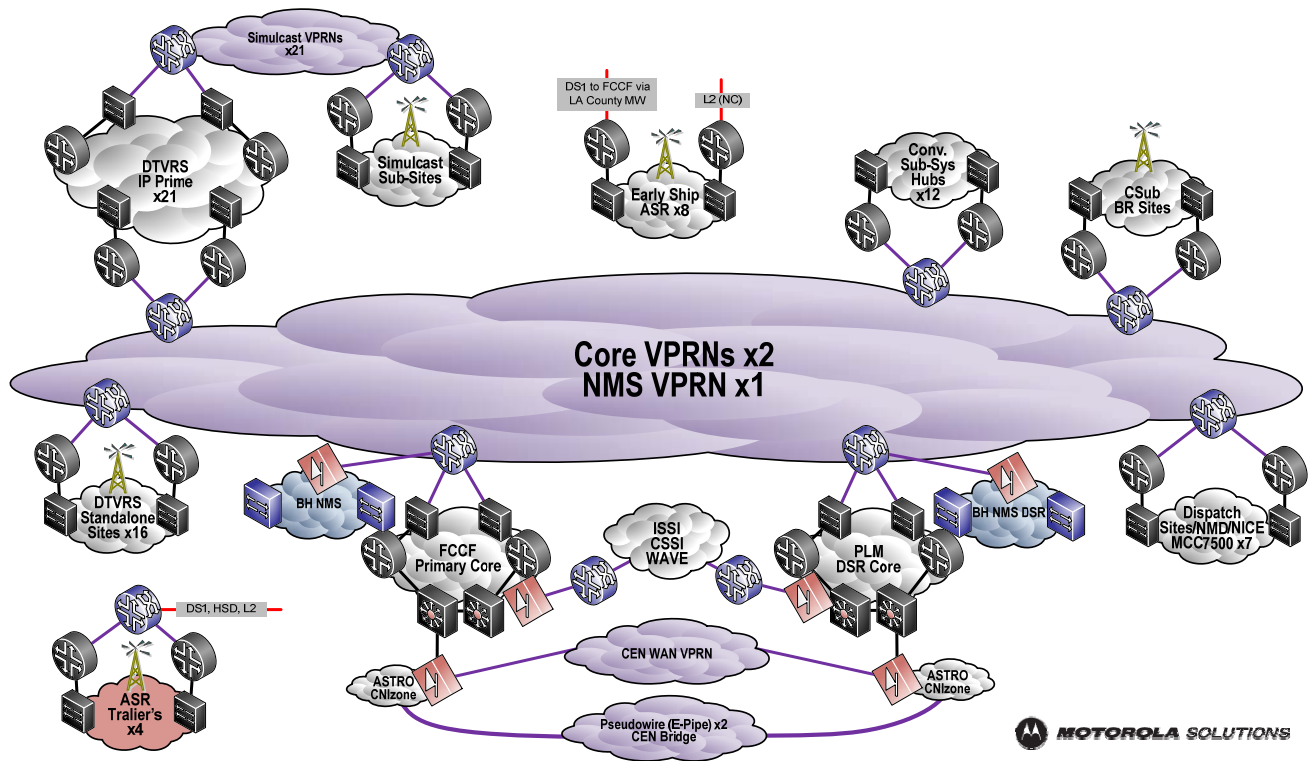 Simulcast VPRNs
x21
DS1 to FCCF via
LA County MW
L2 (NC)
DTVRS
IP Prime
x21
Simulcast
Sub-Sites
Early Ship
ASR x8
Conv.
Sub-Sys
Hubs
x12
CSub
BR Sites
Core VPRNs x2
NMS VPRN x1
DTVRS
Standalone
Sites x16
BH NMS
FCCF
Primary Core
ISSI
CSSI
WAVE
PLM
DSR Core
BH NMS DSR
Dispatch
Sites/NMD/NICE
MCC7500 x7
DS1, HSD, L2
ASR
Tralier's
x4
ASTRO
CNIzone
CEN WAN VPRN
ASTRO
CNIzone
Pseudowire (E-Pipe) x2
CEN Bridge
MOTOROLA SOLUTIONS